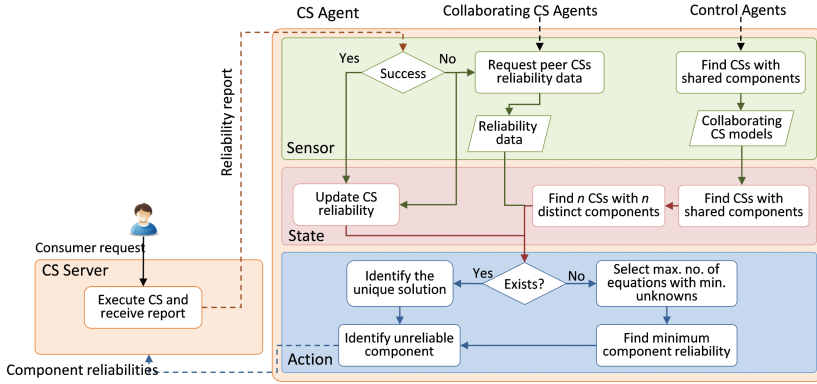 CS Agent
Collaborating CS Agents
Control Agents
Reliability report
Yes
No
Success
Request peer CSs
reliability data
Find CSs with
shared components
Reliability
data
Collaborating
CS models
Sensor
Update CS
reliability
Find n CSs with n
distinct components
Find CSs with
shared components
State
Consumer request
CS Server
Execute CS and
receive report
Identify the
unique solution
Yes
Exists?
No
Select max. no. of
equations with min.
unknowns
Identify unreliable
component
Find minimum
component reliability
Action
Component reliabilities